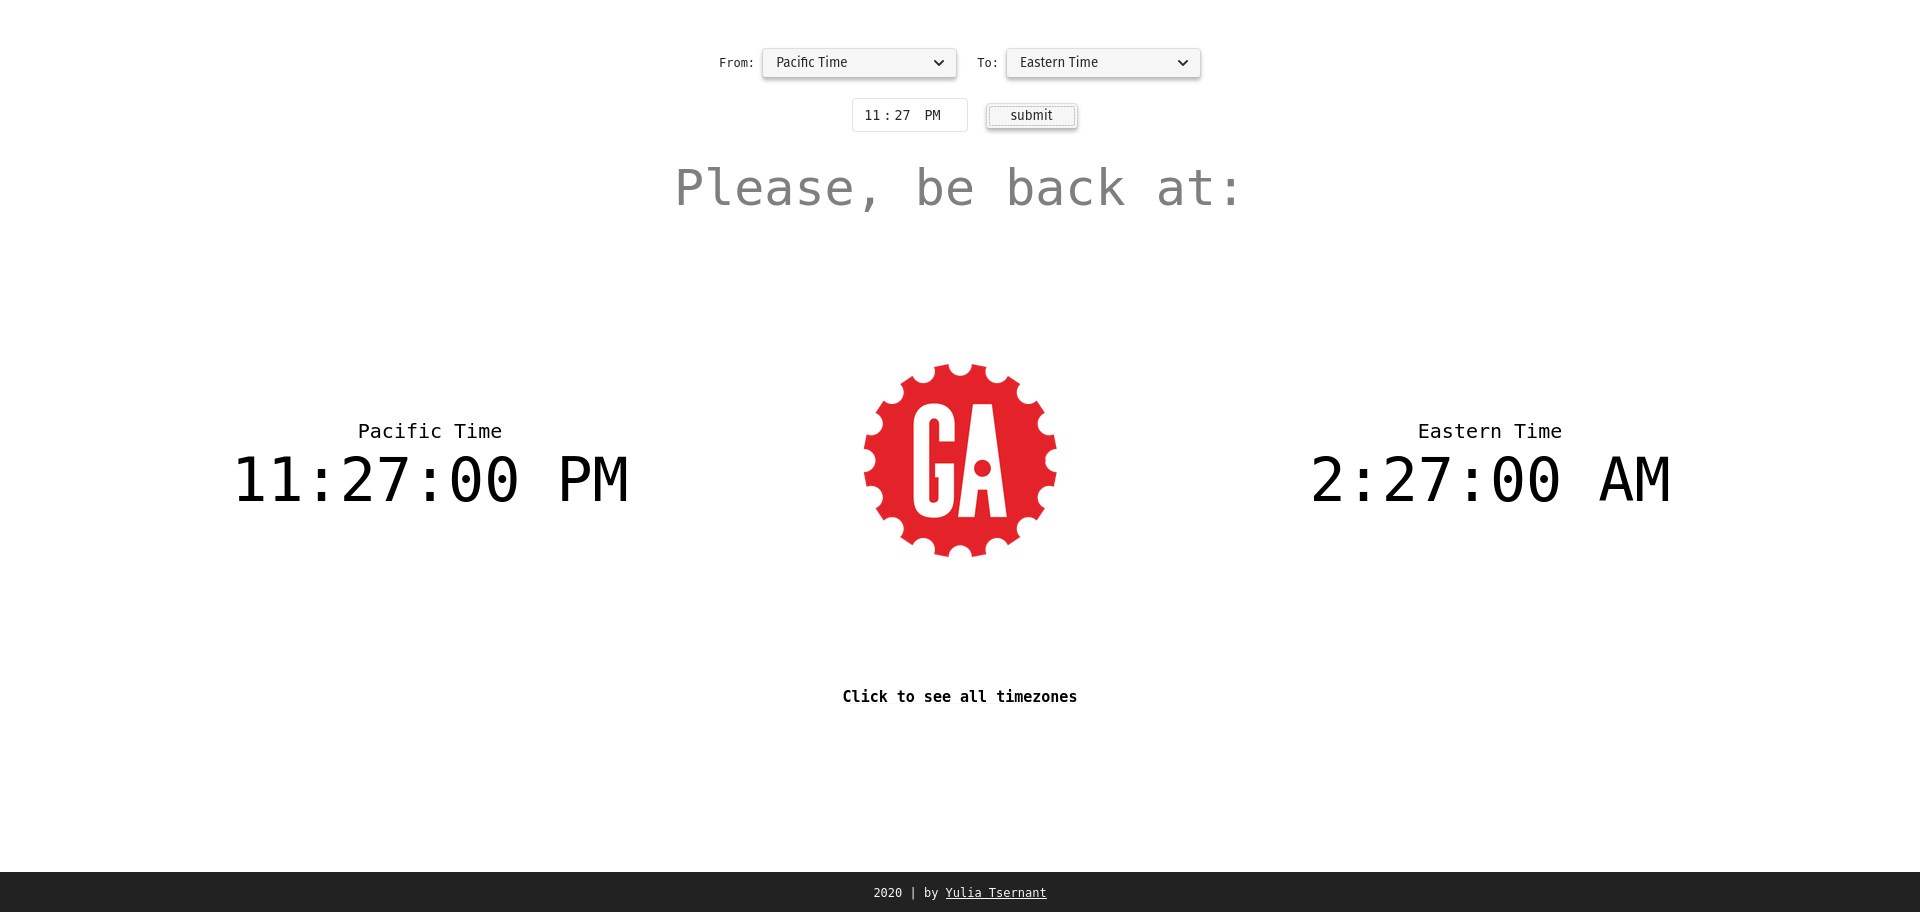 From: Pacific Time To: Eastern Time
11:27 PM submit
Please, be back at:
GA
Pacific Time
11:27:00 PM
Eastern Time
2:27:00 AM
Click to see all timezones
2020 | by Yulia Tsernant